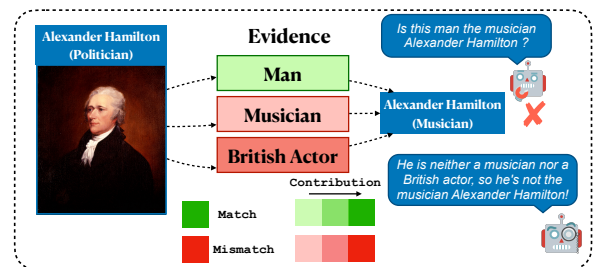 Alexander Hamilton
(Politician)
Evidence
Man
Musician
British Actor
Alexander Hamilton
(Musician)
Is this man the musician
Alexander Hamilton ?
He is neither a musician nor a
British actor, so he's not the
musician Alexander Hamilton!
Contribution
Match
Mismatch